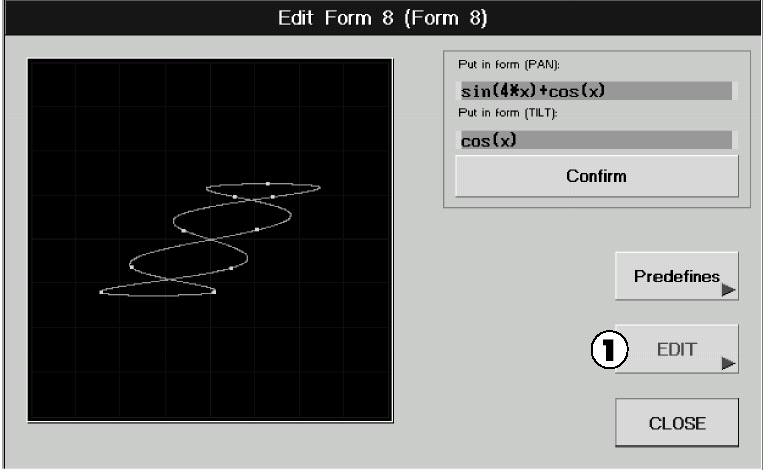 Edit Form 8 (Form 8)
Put in form (PAN):
sin(4*x)+cos(x)
Put in form (TILT):
cos(x)
Confirm
Predefines
1
EDIT
CLOSE